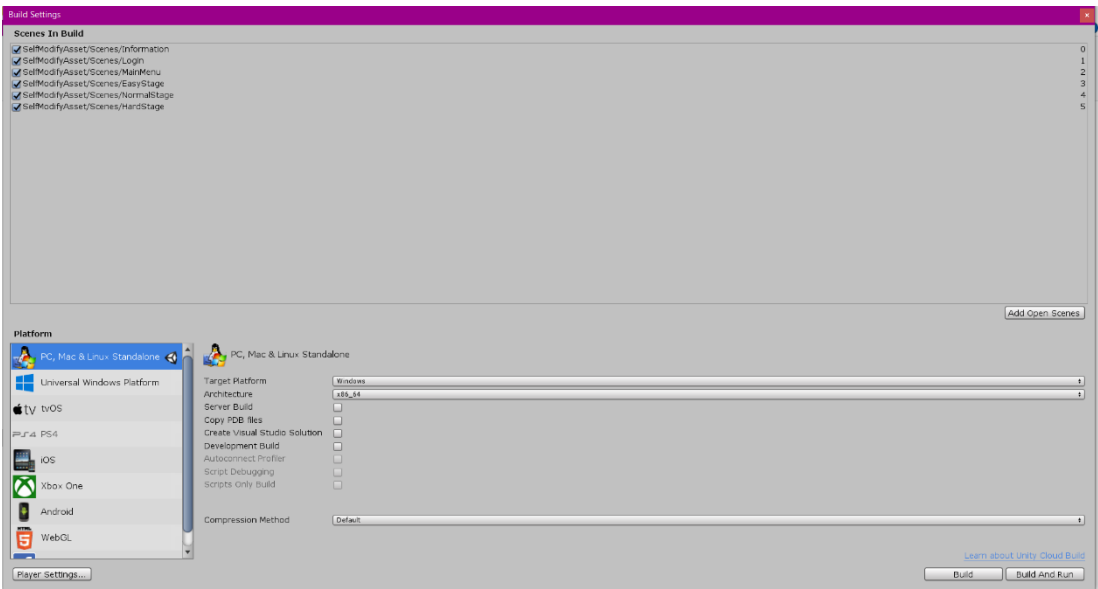 Build Settings
Scenes In Build
SelfModifyAsset/Scenes/Information 0
SelfModifyAsset/Scenes/Login 1
SelfModifyAsset/Scenes/MainMenu 2
SelfModifyAsset/Scenes/EasyStage 3
SelfModifyAsset/Scenes/NormalStage 4
SelfModifyAsset/Scenes/HardStage 5
Add Open Scenes
Platform
PC, Mac & Linux Standalone
Universal Windows Platform
tv tvOS
PS4 PS4
iOS
Xbox One
Android
HTML 5 WebGL
PC, Mac & Linux Standalone
Target Platform Windows
Architecture x86_64
Server Build
Copy PDB files
Create Visual Studio Solution
Development Build
Autoconnect Profiler
Script Debugging
Scripts Only Build
Compression Method Default
Learn about Unity Cloud Build
Player Settings... Build Build And Run